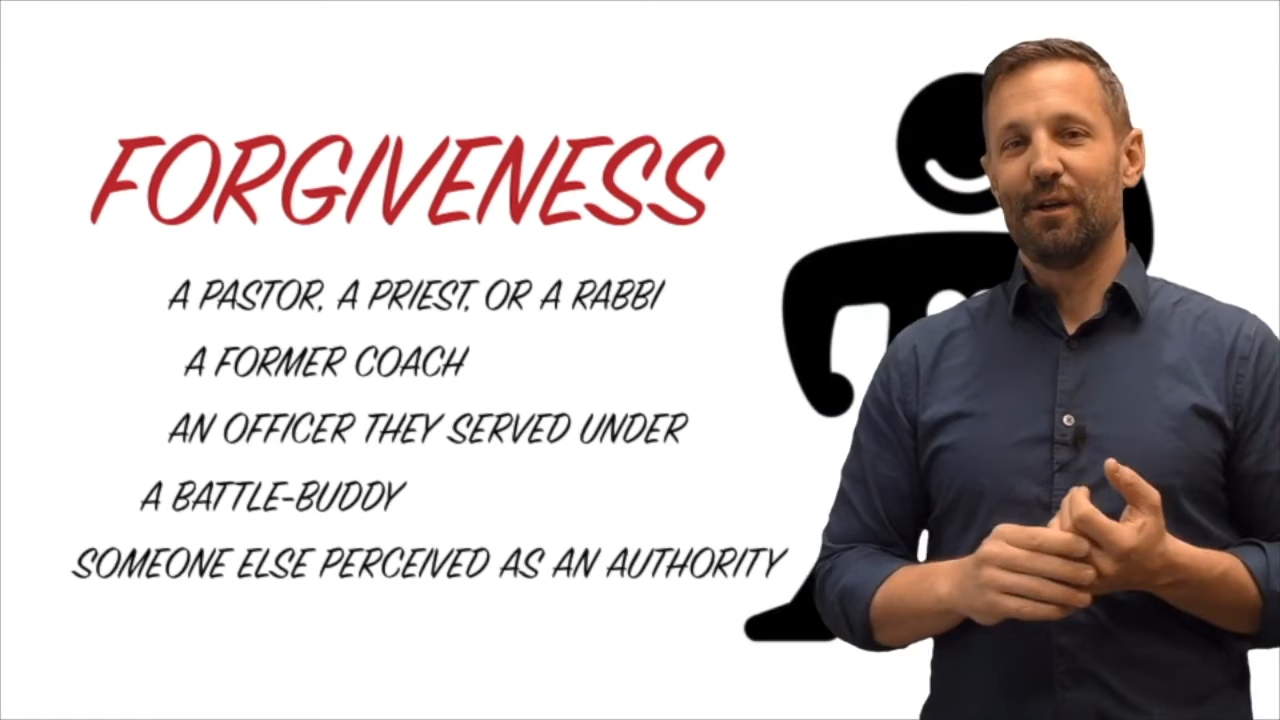 FORGIVENESS
A PASTOR, A PRIEST, OR A RABBI
A FORMER COACH
AN OFFICER THEY SERVED UNDER
A BATTLE-BUDDY
SOMEONE ELSE PERCEIVED AS AN AUTHORITY